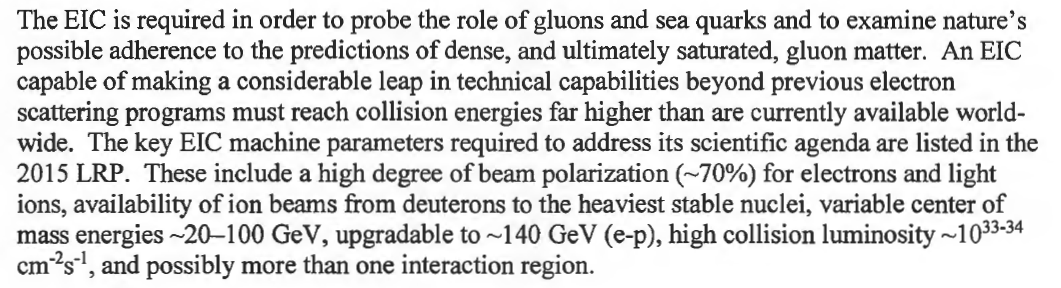 The EIC is required in order to probe the role of gluons and sea quarks and to examine nature's
possible adherence to the predictions of dense, and ultimately saturated, gluon matter.  An EIC
capable of making a considerable leap in technical capabilities beyond previous electron
scattering programs must reach collision energies far higher than are currently available world-
wide.  The key EIC machine parameters required to address its scientific agenda are listed in the
2015 LRP.  These include a high degree of beam polarization (~70%) for electrons and light
ions, availability of ion beams from deuterons to the heaviest stable nuclei, variable center of
mass energies ~20–100 GeV, upgradable to ~140 GeV (e-p), high collision luminosity ~10³³⁻³⁴
cm⁻²s⁻¹, and possibly more than one interaction region.